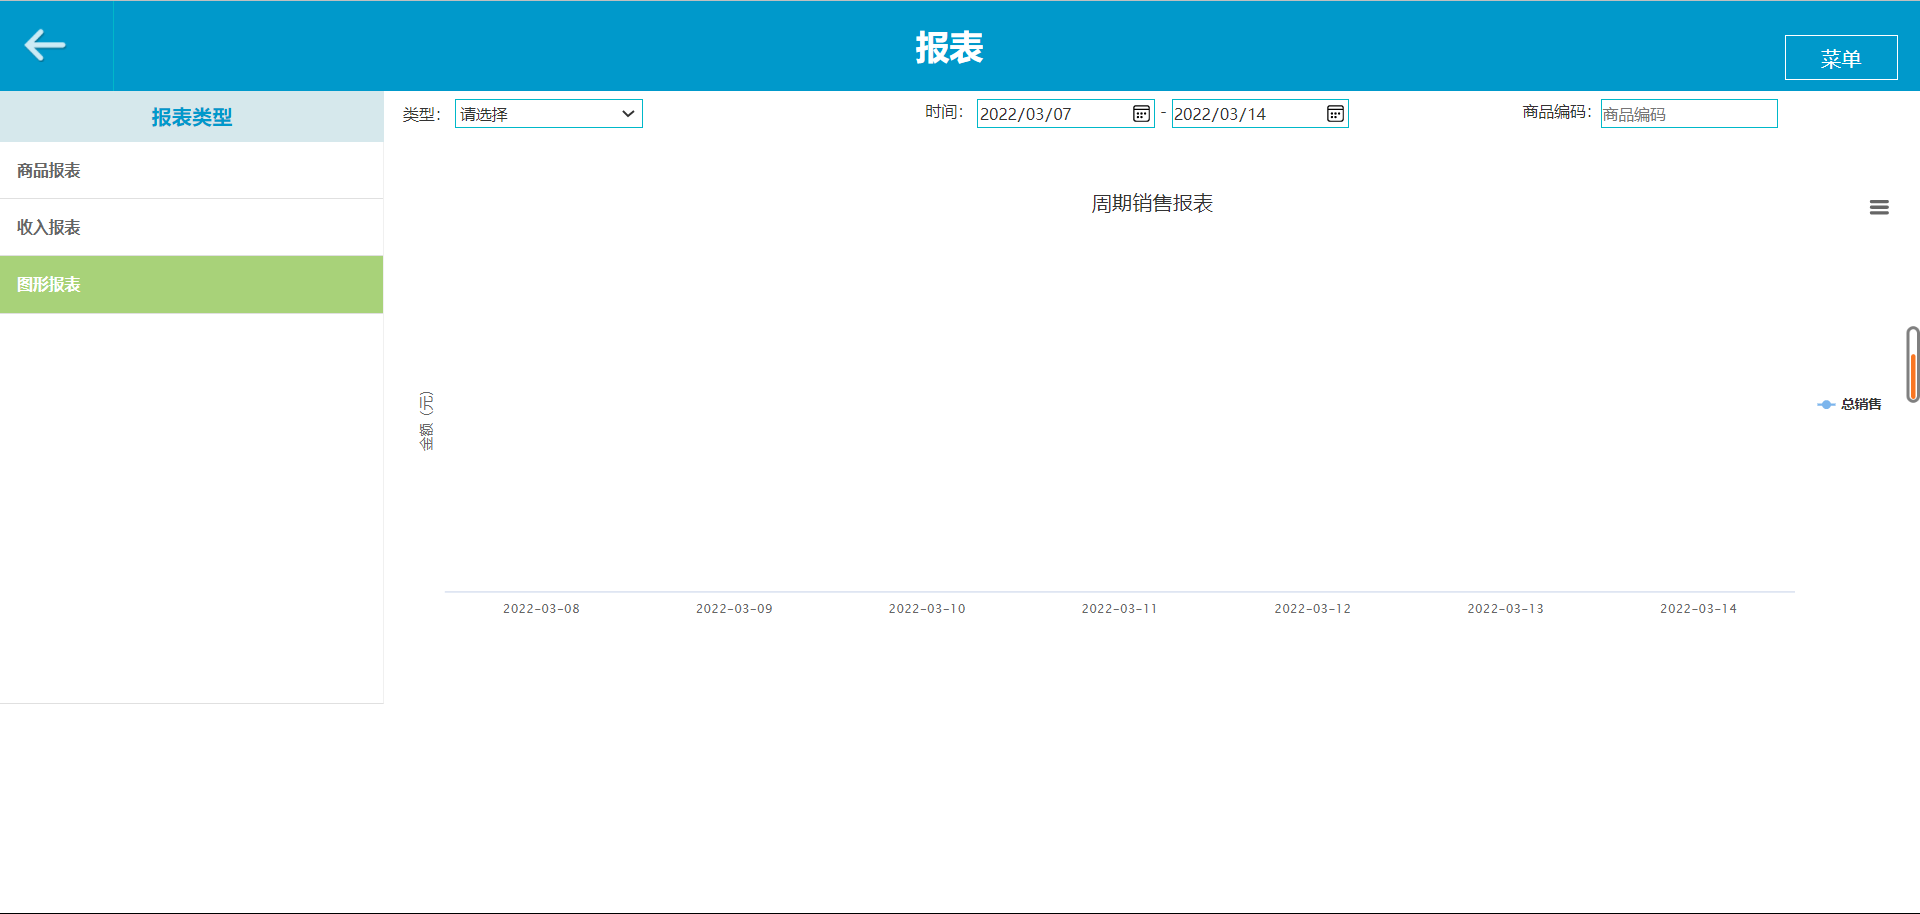 报表
菜单
报表类型
商品报表
收入报表
图形报表
类型： 请选择 时间： 2022/03/07 - 2022/03/14 商品编码： 商品编码
周期销售报表
金额（元）
总销售
2022-03-08 2022-03-09 2022-03-10 2022-03-11 2022-03-12 2022-03-13 2022-03-14